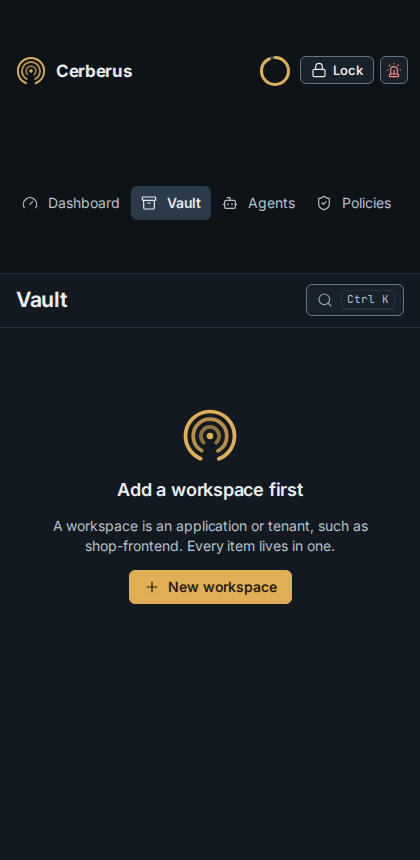 Cerberus
Lock
Dashboard
Vault
Agents
Policies
Vault
Ctrl K
Add a workspace first
A workspace is an application or tenant, such as
shop-frontend. Every item lives in one.
New workspace